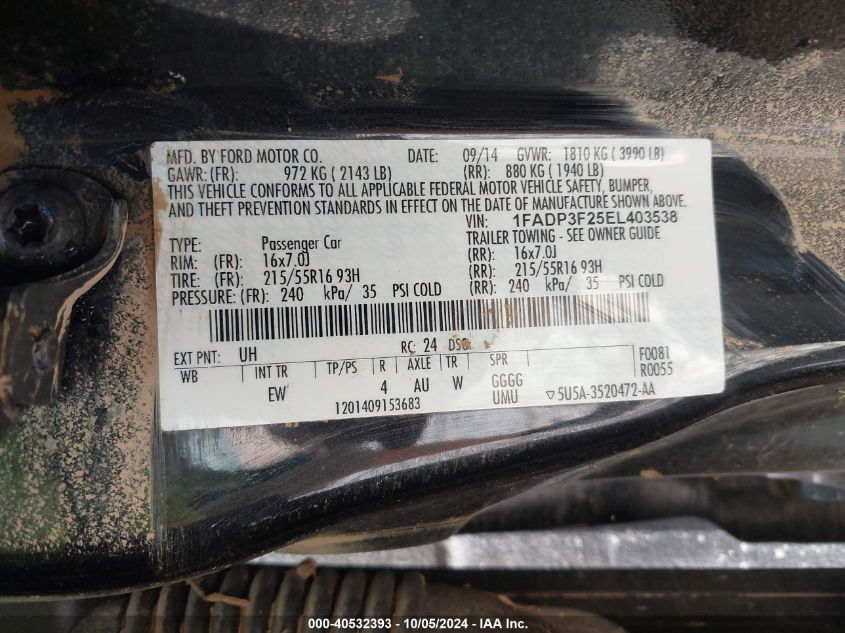 MFD. BY FORD MOTOR CO. DATE: 09/14 GVWR: 1810 KG ( 3990 LB)
GAWR:(FR): 972 KG ( 2143 LB) (RR): 880 KG ( 1940 LB)
THIS VEHICLE CONFORMS TO ALL APPLICABLE FEDERAL MOTOR VEHICLE SAFETY, BUMPER,
AND THEFT PREVENTION STANDARDS IN EFFECT ON THE DATE OF MANUFACTURE SHOWN ABOVE.
VIN: 1FADP3F25EL403538
TYPE: Passenger Car TRAILER TOWING - SEE OWNER GUIDE
RIM: (FR): 16x7.0J (RR): 16x7.0J
TIRE: (FR): 215/55R16 93H (RR): 215/55R16 93H
PRESSURE: (FR): 240 kPa/ 35 PSI COLD (RR): 240 kPa/ 35 PSI COLD
EXT PNT: UH RC: 24 DSO: F0081
WB INT TR TP/PS R AXLE TR SPR R0055
EW 4 AU W GGGG
1201409153683 UMU ▽5U5A-3520472-AA
000-40532393 - 10/05/2024 - IAA Inc.